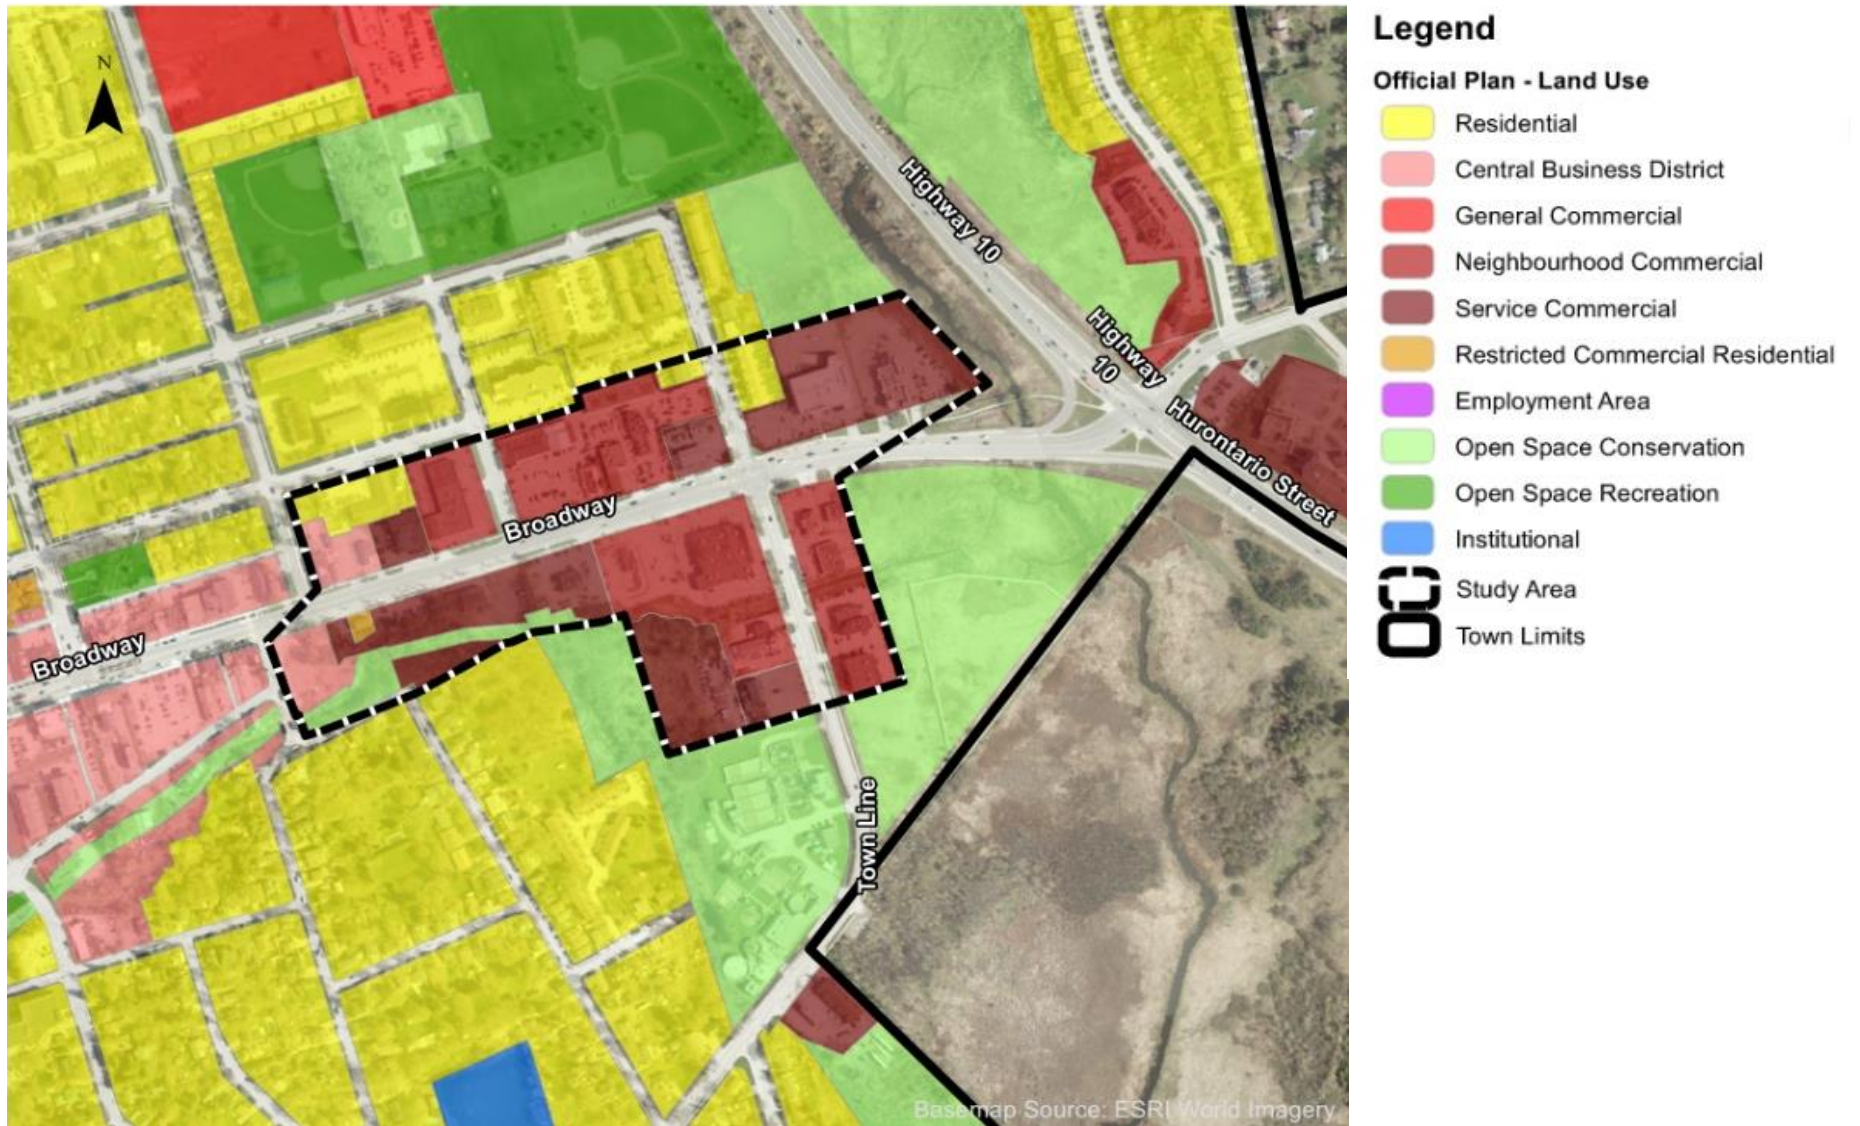 N
Highway 10
Highway
10
Hurontario Street
Broadway
Broadway
Town Line
Basemap Source: ESRI World Imagery
Legend
Official Plan - Land Use
Residential
Central Business District
General Commercial
Neighbourhood Commercial
Service Commercial
Restricted Commercial Residential
Employment Area
Open Space Conservation
Open Space Recreation
Institutional
Study Area
Town Limits